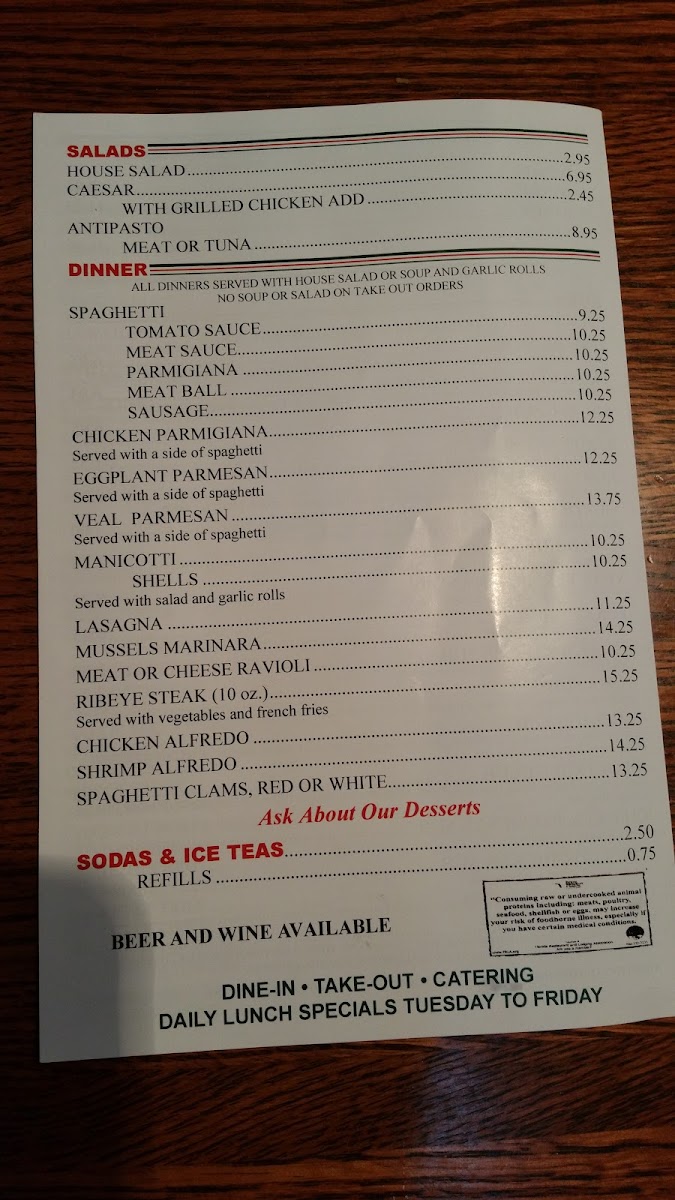 SALADS
HOUSE SALAD........................2.95
CAESAR........................6.95
WITH GRILLED CHICKEN ADD........................2.45
ANTIPASTO
MEAT OR TUNA........................8.95
DINNER
ALL DINNERS SERVED WITH HOUSE SALAD OR SOUP AND GARLIC ROLLS
NO SOUP OR SALAD ON TAKE OUT ORDERS
SPAGHETTI
TOMATO SAUCE........................9.25
MEAT SAUCE........................10.25
PARMIGIANA........................10.25
MEAT BALL........................10.25
SAUSAGE........................10.25
CHICKEN PARMIGIANA........................12.25
Served with a side of spaghetti
EGGPLANT PARMESAN........................12.25
Served with a side of spaghetti
VEAL PARMESAN........................13.75
Served with a side of spaghetti
MANICOTTI........................10.25
SHELLS........................10.25
Served with salad and garlic rolls
LASAGNA........................11.25
MUSSELS MARINARA........................14.25
MEAT OR CHEESE RAVIOLI........................10.25
RIBEYE STEAK (10 oz.)........................15.25
Served with vegetables and french fries
CHICKEN ALFREDO........................13.25
SHRIMP ALFREDO........................14.25
SPAGHETTI CLAMS, RED OR WHITE........................13.25
Ask About Our Desserts
SODAS & ICE TEAS........................2.50
REFILLS........................0.75
BEER AND WINE AVAILABLE
"Consuming raw or undercooked animal
proteins including: meats, poultry,
seafood, shellfish or eggs, may increase
your risk of foodborne illness, especially if
you have certain medical conditions.
DINE-IN • TAKE-OUT • CATERING
DAILY LUNCH SPECIALS TUESDAY TO FRIDAY